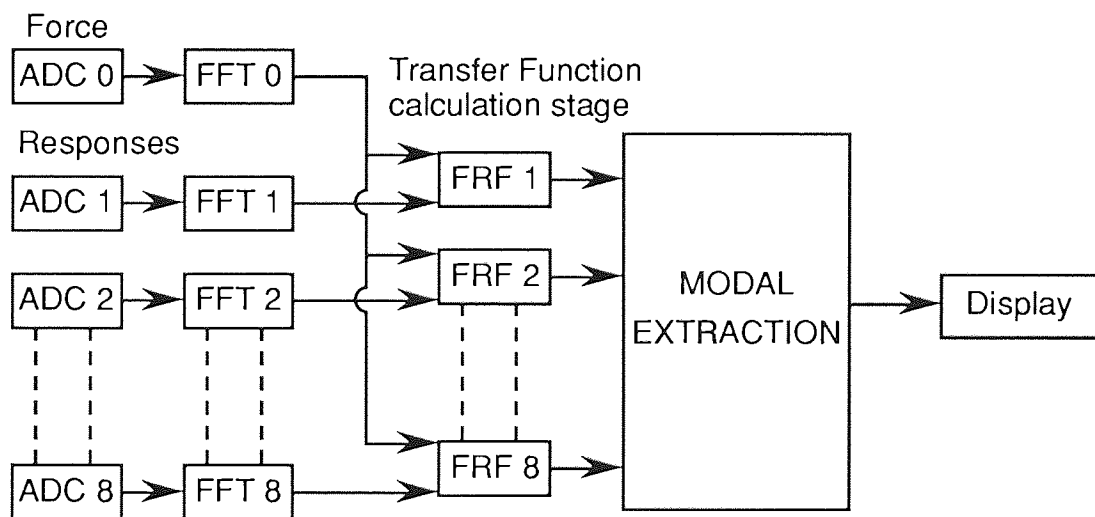 Force
ADC 0
FFT 0
Transfer Function
calculation stage
Responses
FRF 1
ADC 1
FFT 1
ADC 2
FFT 2
FRF 2
MODAL
EXTRACTION
Display
ADC 8
FFT 8
FRF 8